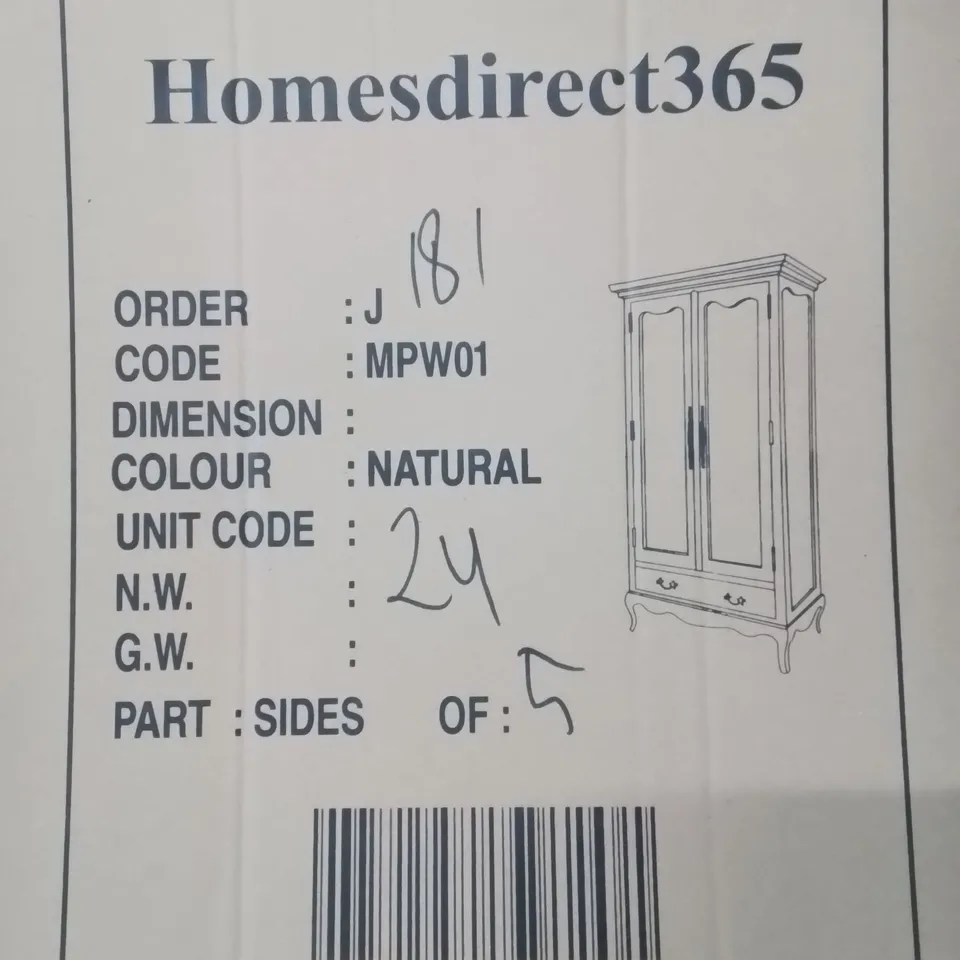 Homesdirect365
ORDER : J 181
CODE : MPW01
DIMENSION :
COLOUR : NATURAL
UNIT CODE : 24
N.W. :
G.W. :
PART : SIDES OF : 5